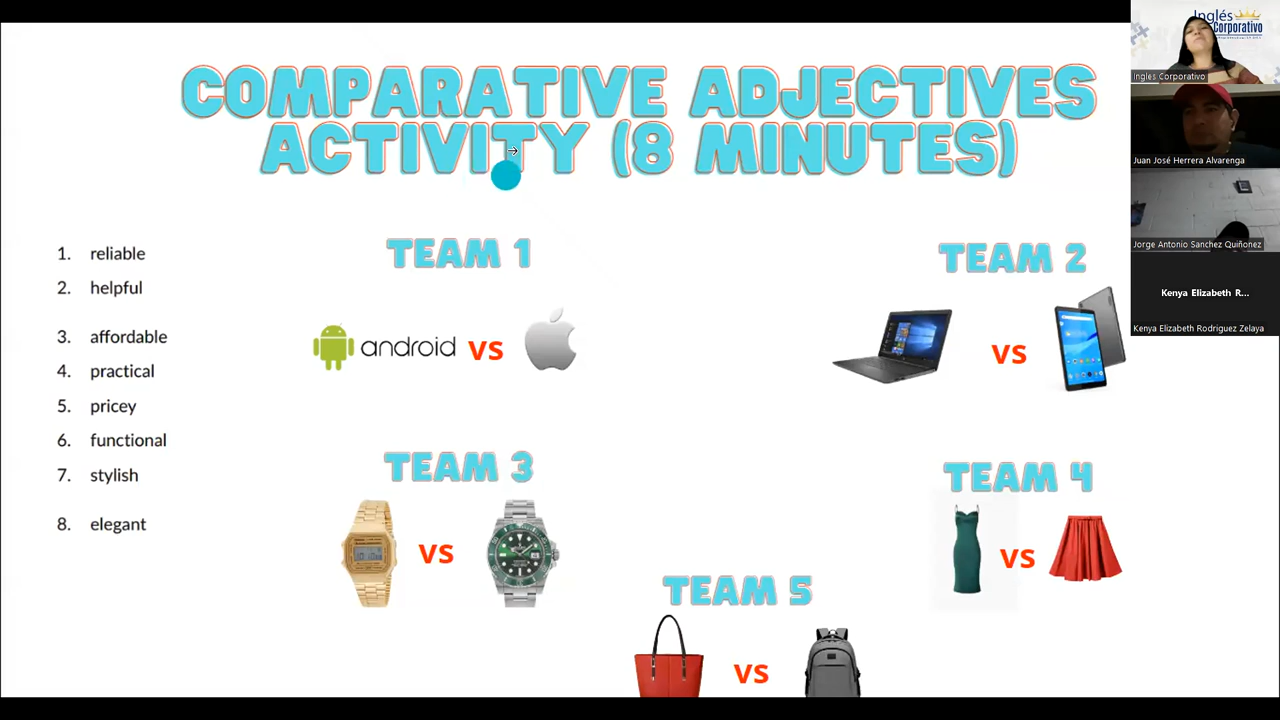 COMPARATIVE ADJECTIVES
ACTIVITY (8 MINUTES)
1. reliable
2. helpful
3. affordable
4. practical
5. pricey
6. functional
7. stylish
8. elegant
TEAM 1
android VS
TEAM 2
VS
TEAM 3
VS
TEAM 4
VS
TEAM 5
VS
Inglés
Corporativo
Ingles Corporativo
Juan José Herrera Alvarenga
Jorge Antonio Sanchez Quiñonez
Kenya Elizabeth R...
Kenya Elizabeth Rodriguez Zelaya